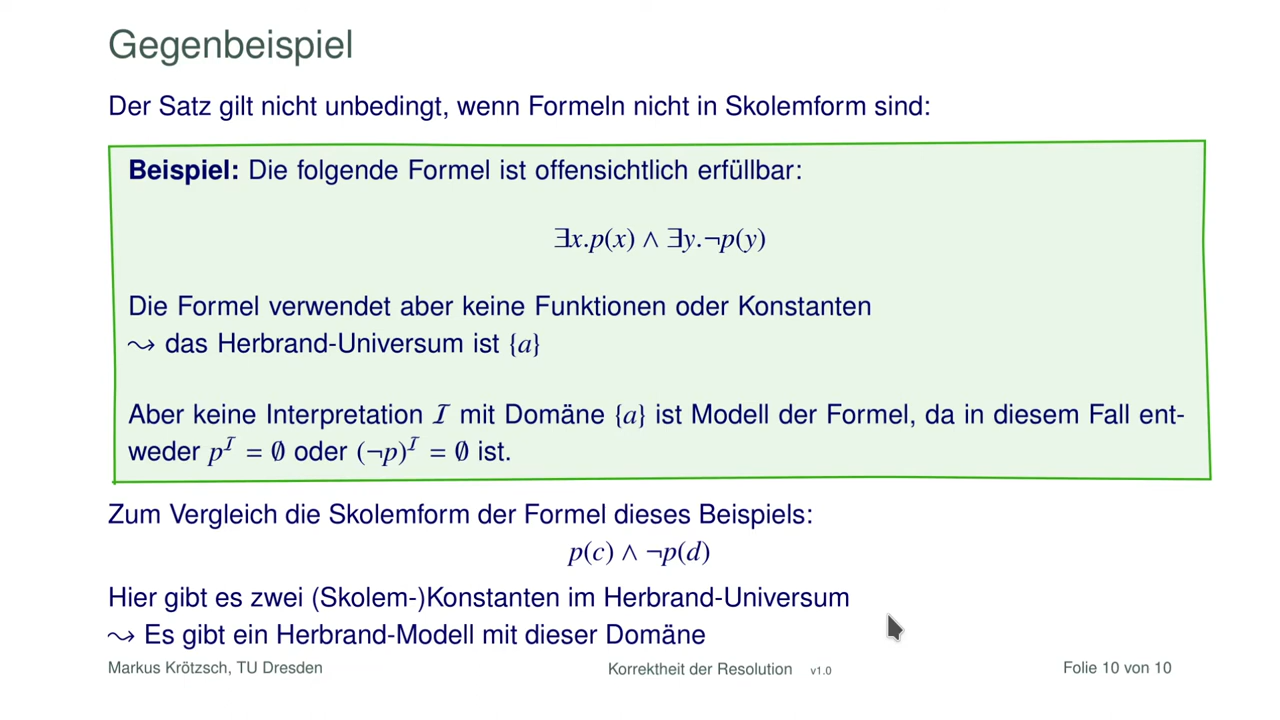 Gegenbeispiel
Der Satz gilt nicht unbedingt, wenn Formeln nicht in Skolemform sind:
Beispiel: Die folgende Formel ist offensichtlich erfüllbar:
∃x.p(x) ∧ ∃y.¬p(y)
Die Formel verwendet aber keine Funktionen oder Konstanten
⇝ das Herbrand-Universum ist {a}
Aber keine Interpretation 𝓘 mit Domäne {a} ist Modell der Formel, da in diesem Fall ent-
weder p^𝓘 = ∅ oder (¬p)^𝓘 = ∅ ist.
Zum Vergleich die Skolemform der Formel dieses Beispiels:
p(c) ∧ ¬p(d)
Hier gibt es zwei (Skolem-)Konstanten im Herbrand-Universum
⇝ Es gibt ein Herbrand-Modell mit dieser Domäne
Markus Krötzsch, TU Dresden Korrektheit der Resolution v1.0 Folie 10 von 10